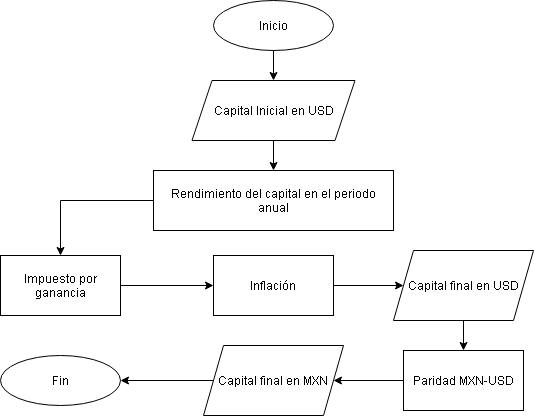 Inicio
Capital Inicial en USD
Rendimiento del capital en el periodo
anual
Impuesto por
ganancia
Inflación
Capital final en USD
Paridad MXN-USD
Capital final en MXN
Fin